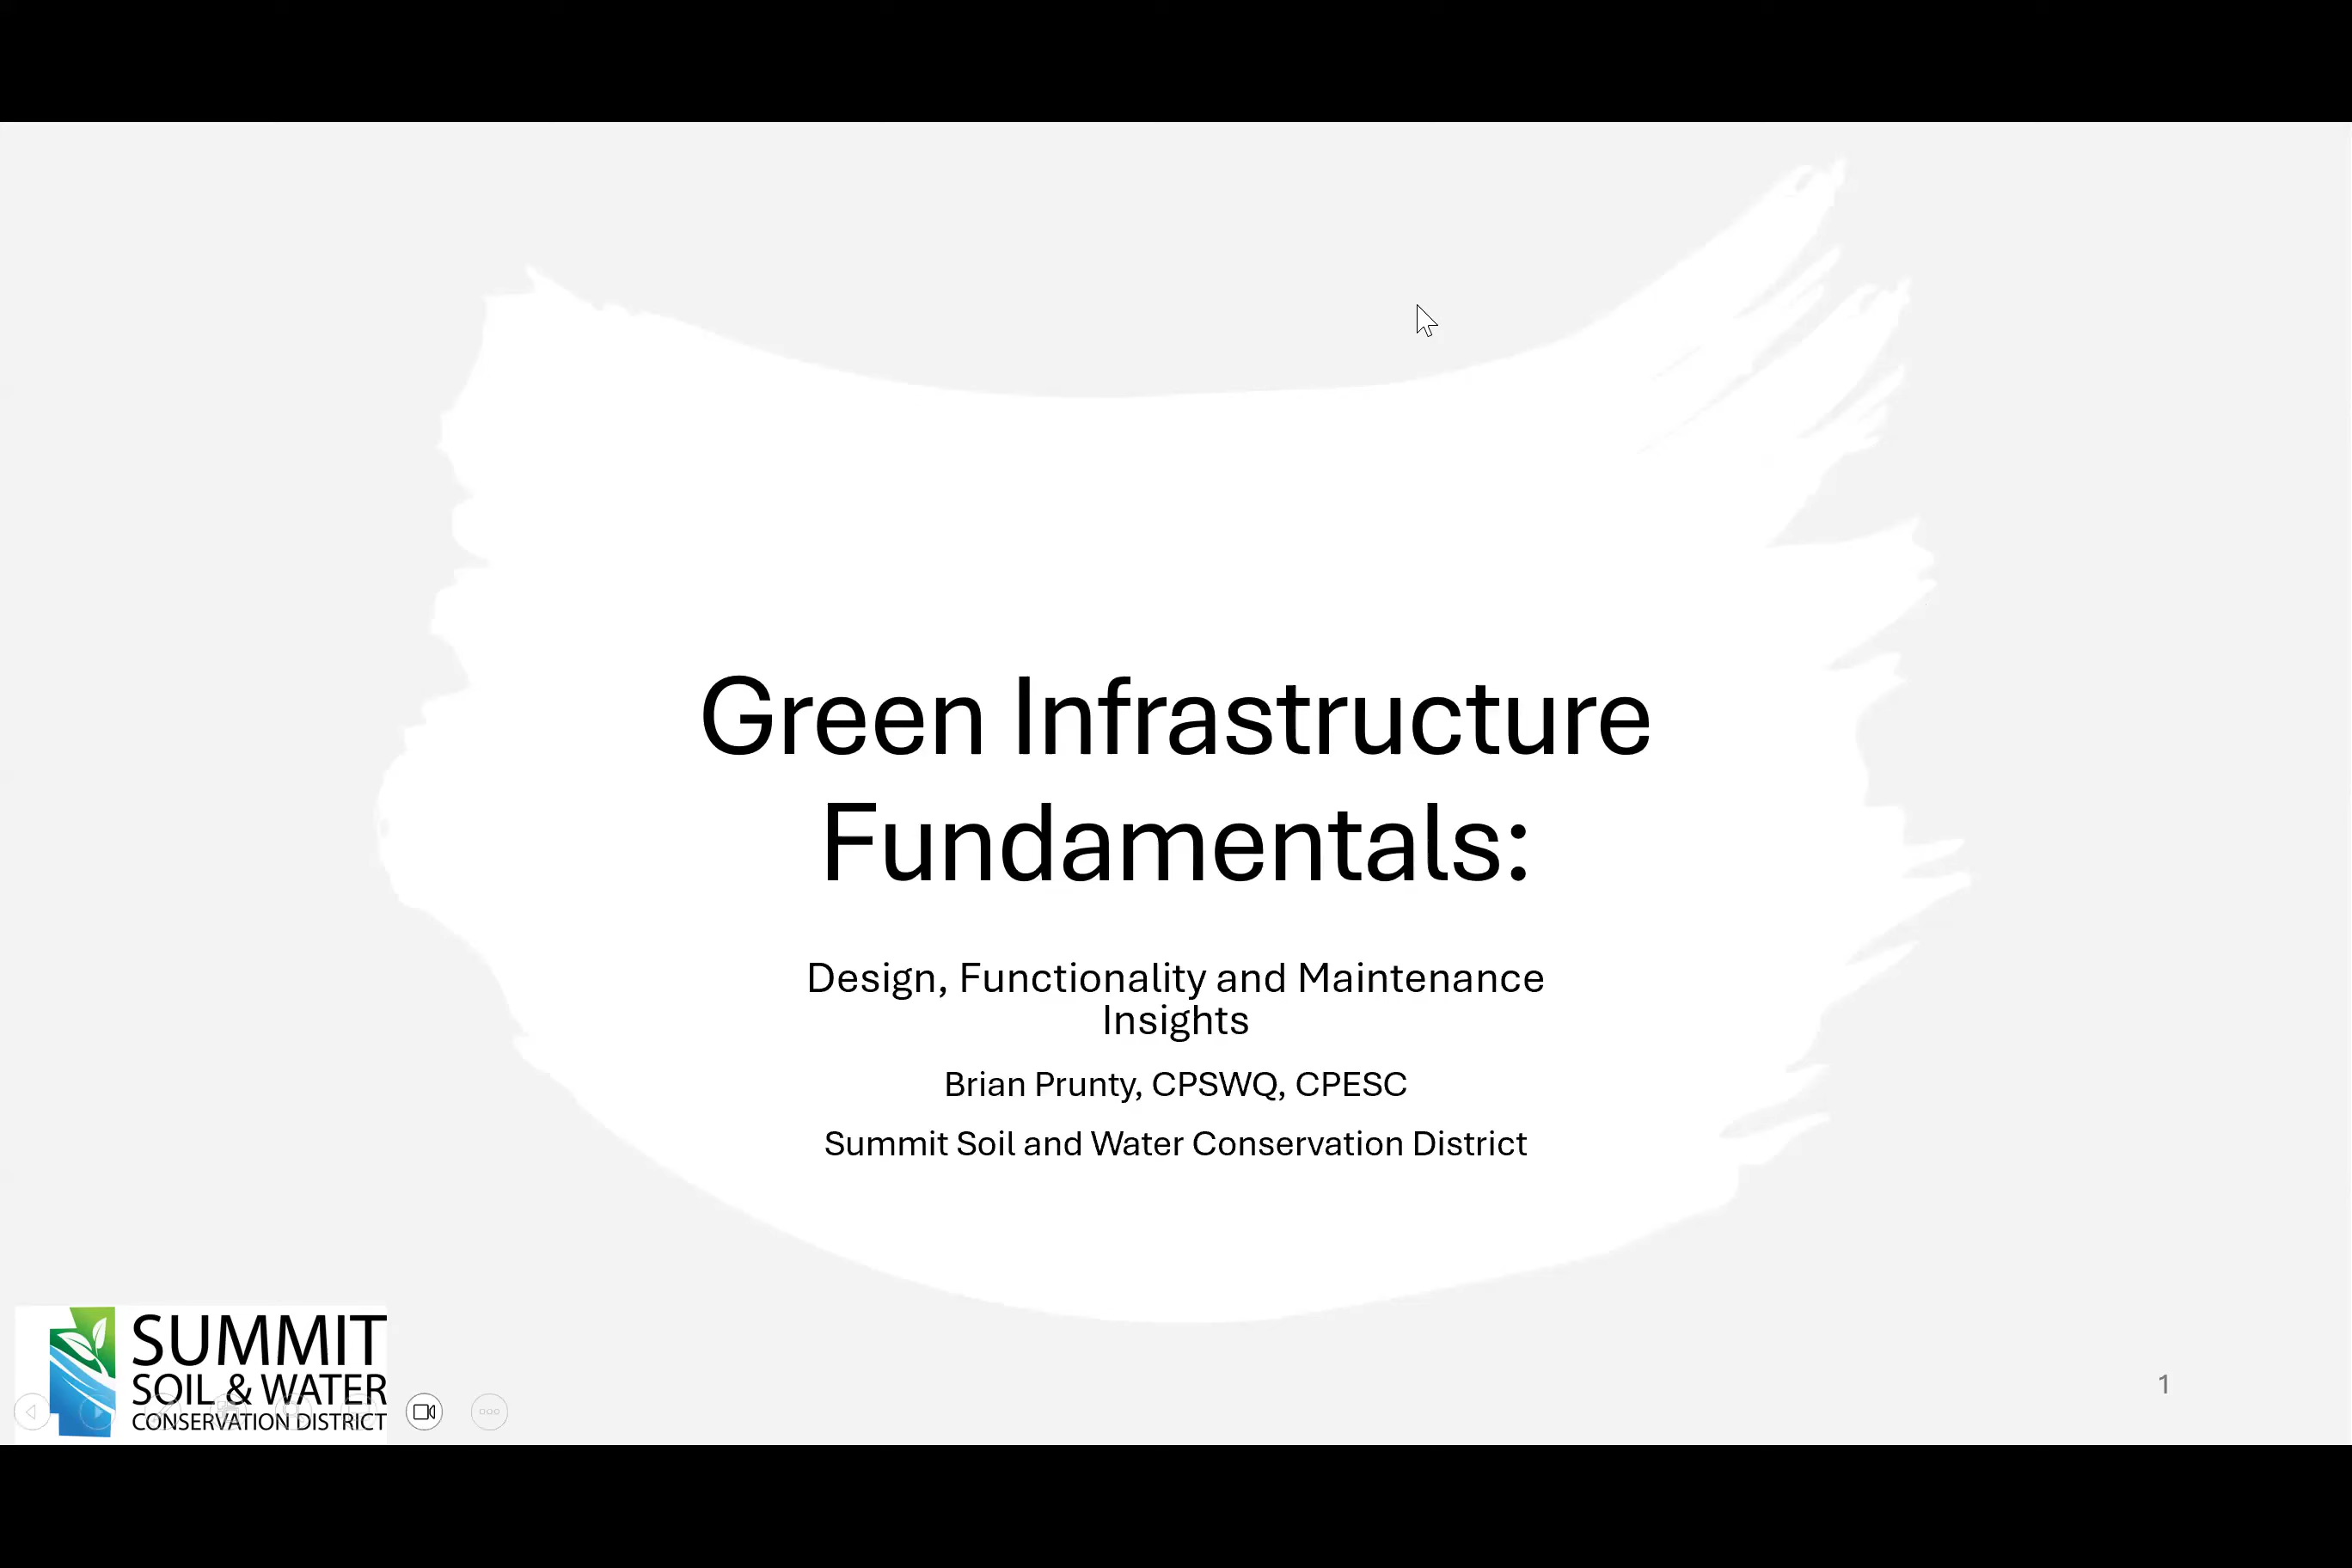 Green Infrastructure
Fundamentals:
Design, Functionality and Maintenance
Insights
Brian Prunty, CPSWQ, CPESC
Summit Soil and Water Conservation District
SUMMIT
SOIL & WATER
CONSERVATION DISTRICT
1